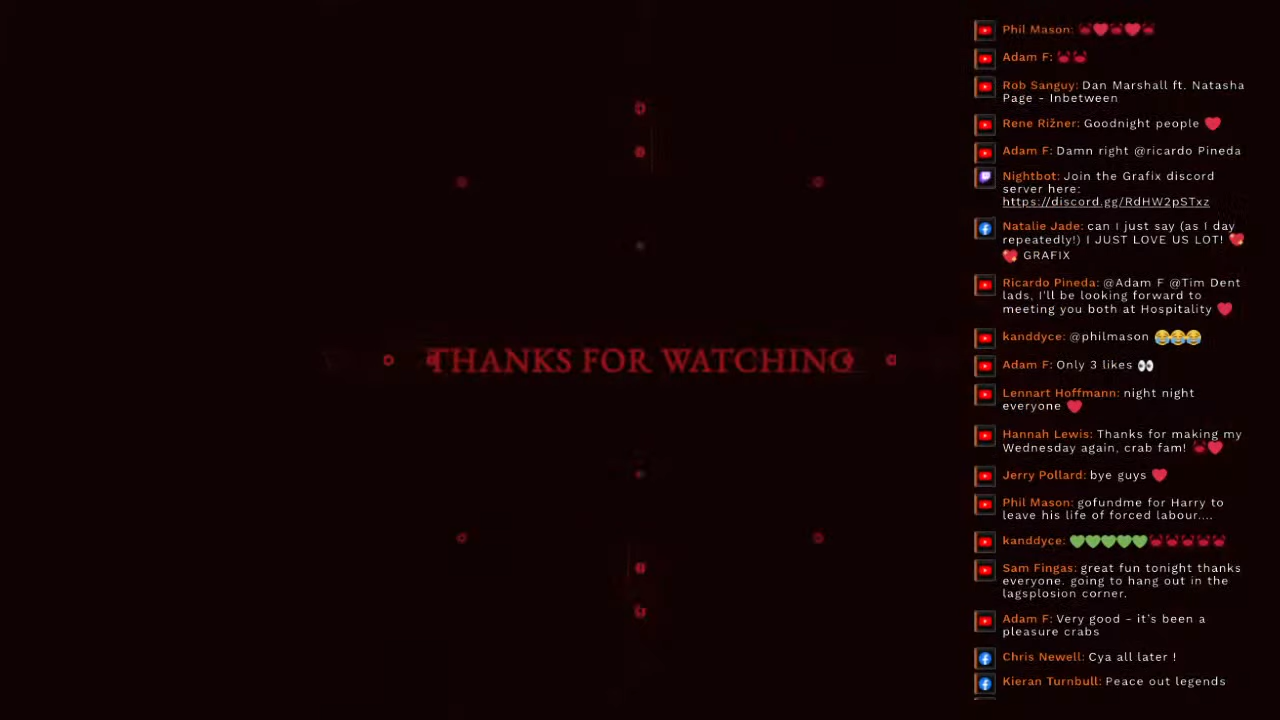 THANKS FOR WATCHING
Phil Mason:
Adam F:
Rob Sanguy: Dan Marshall ft. Natasha
Page - Inbetween
Rene Rižner: Goodnight people
Adam F: Damn right @ricardo Pineda
Nightbot: Join the Grafix discord
server here:
https://discord.gg/RdHW2pSTxz
Natalie Jade: can I just say (as I day
repeatedly!) I JUST LOVE US LOT!
GRAFIX
Ricardo Pineda: @Adam F @Tim Dent
lads, I'll be looking forward to
meeting you both at Hospitality
kanddyce: @philmason
Adam F: Only 3 likes
Lennart Hoffmann: night night
everyone
Hannah Lewis: Thanks for making my
Wednesday again, crab fam!
Jerry Pollard: bye guys
Phil Mason: gofundme for Harry to
leave his life of forced labour....
kanddyce:
Sam Fingas: great fun tonight thanks
everyone. going to hang out in the
lagsplosion corner.
Adam F: Very good - it's been a
pleasure crabs
Chris Newell: Cya all later !
Kieran Turnbull: Peace out legends